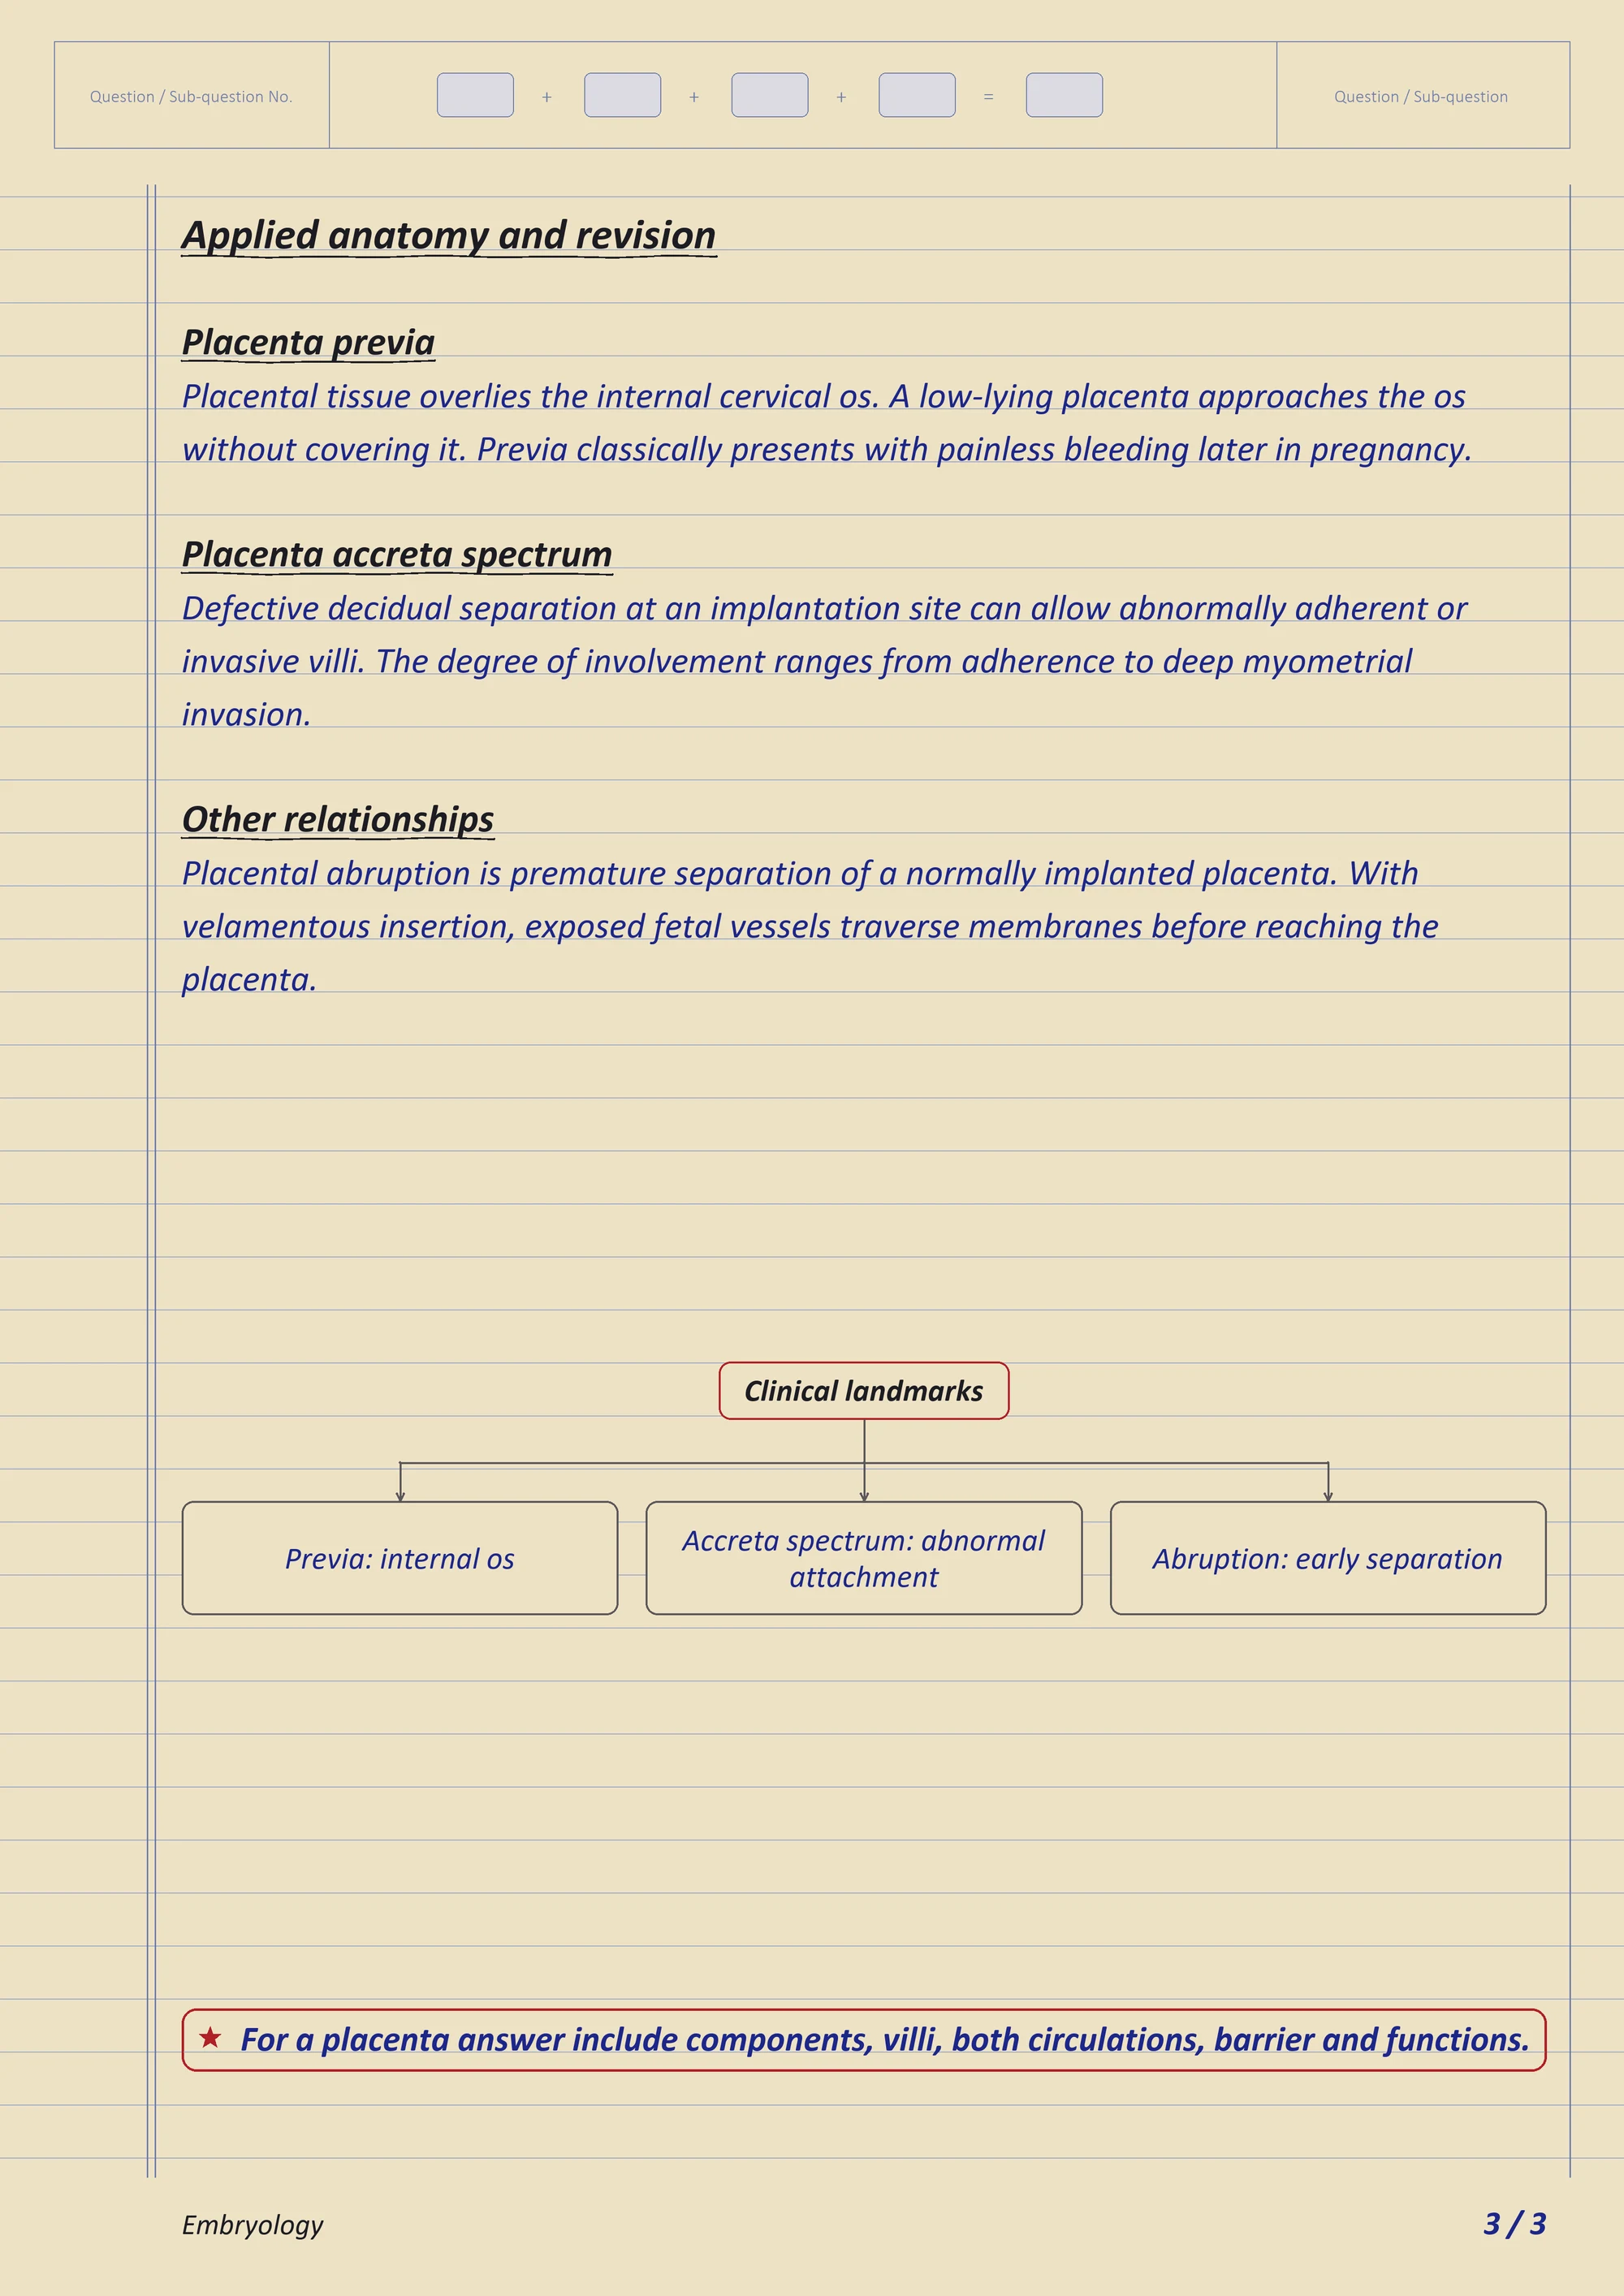 Question / Sub-question No.
+ + + =
Question / Sub-question
Applied anatomy and revision
Placenta previa
Placental tissue overlies the internal cervical os. A low-lying placenta approaches the os
without covering it. Previa classically presents with painless bleeding later in pregnancy.
Placenta accreta spectrum
Defective decidual separation at an implantation site can allow abnormally adherent or
invasive villi. The degree of involvement ranges from adherence to deep myometrial
invasion.
Other relationships
Placental abruption is premature separation of a normally implanted placenta. With
velamentous insertion, exposed fetal vessels traverse membranes before reaching the
placenta.
Clinical landmarks
Previa: internal os
Accreta spectrum: abnormal
attachment
Abruption: early separation
★ For a placenta answer include components, villi, both circulations, barrier and functions.
Embryology
3 / 3